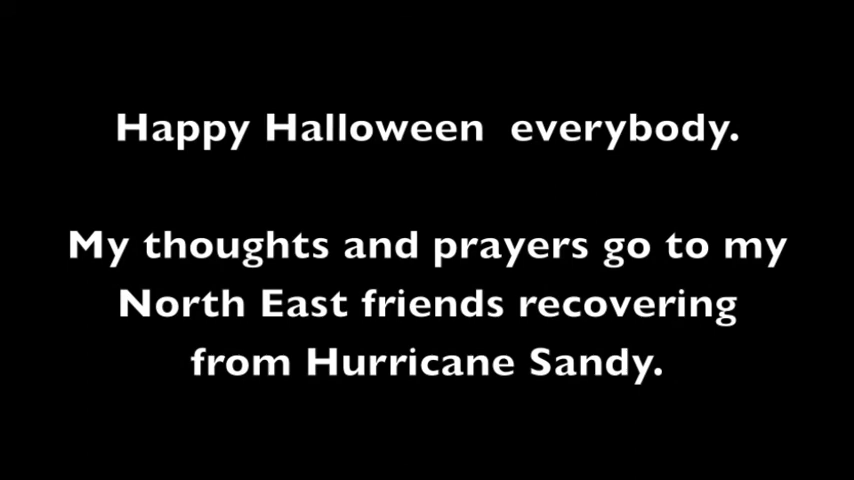 Happy Halloween  everybody.
My thoughts and prayers go to my
North East friends recovering
from Hurricane Sandy.